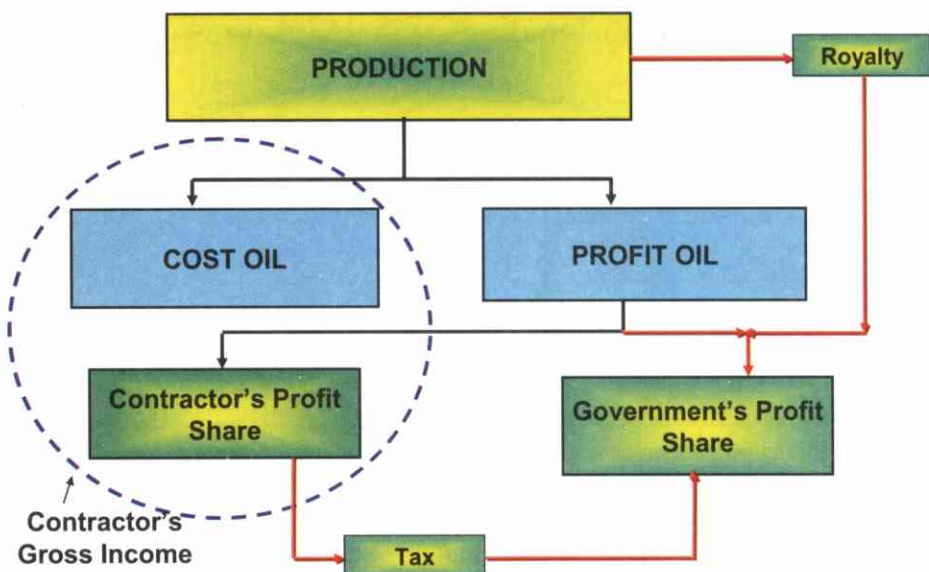 PRODUCTION
Royalty
COST OIL
PROFIT OIL
Contractor’s Profit
Share
Government’s Profit
Share
Contractor’s
Gross Income
Tax